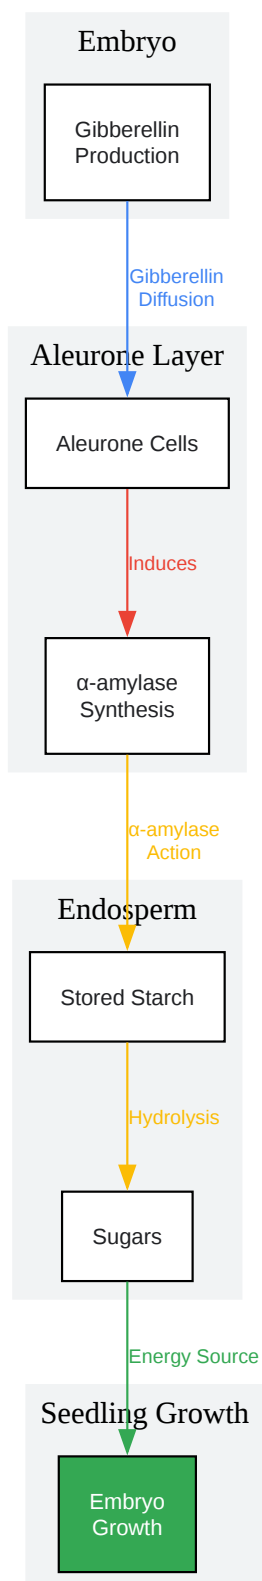 Embryo
Gibberellin
Production
Gibberellin
Diffusion
Aleurone Layer
Aleurone Cells
Induces
α-amylase
Synthesis
α-amylase
Action
Endosperm
Stored Starch
Hydrolysis
Sugars
Energy Source
Seedling Growth
Embryo
Growth